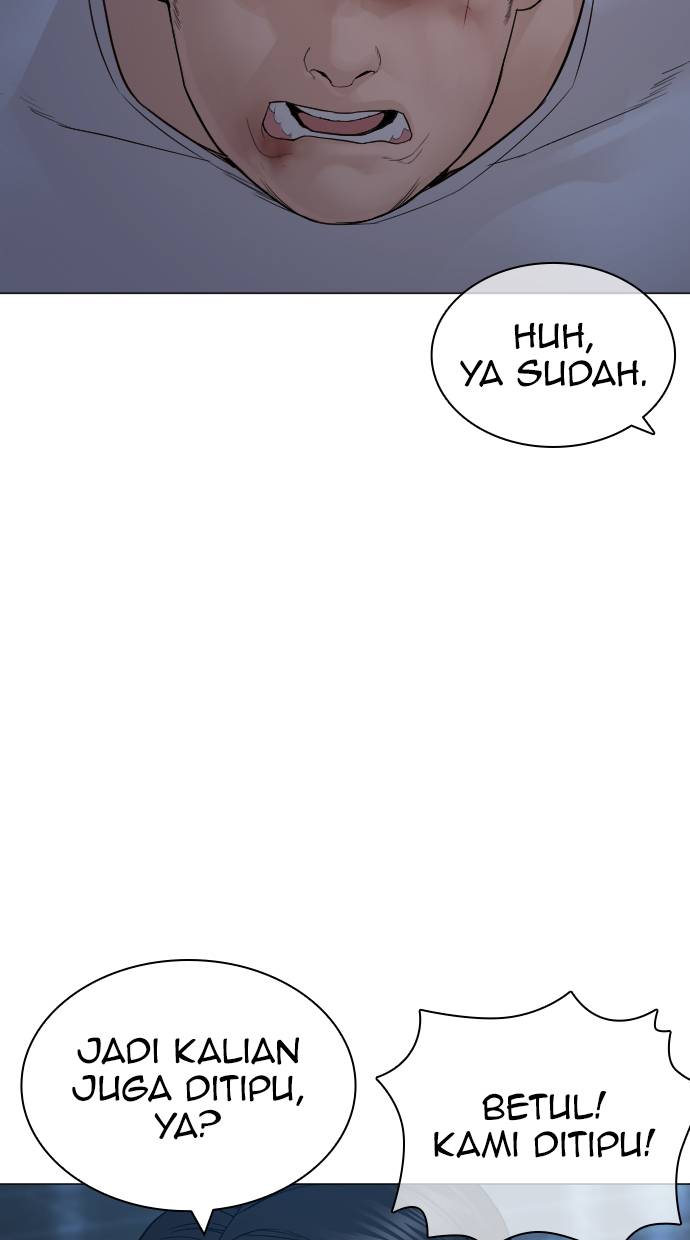 HUH,
YA SUDAH.
JADI KALIAN
JUGA DITIPU,
YA?
BETUL!
KAMI DITIPU!